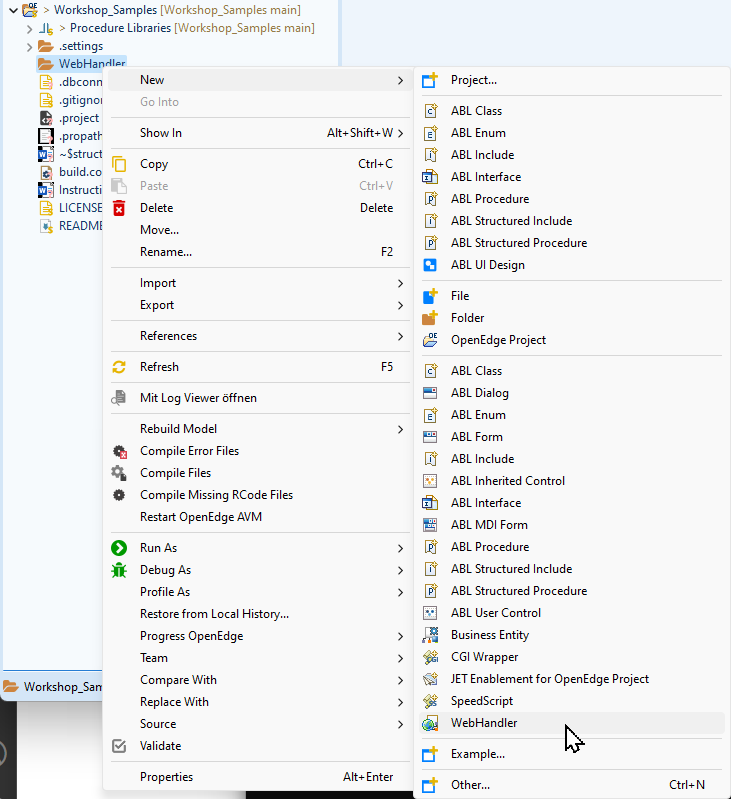 Workshop_Samples [Workshop_Samples main]
Procedure Libraries [Workshop_Samples main]
.settings
WebHandler
.dbconn
.gitignor
.project
.propath
~$struct
build.co
Instructi
LICENSE
README
Workshop_Sam
New
Go Into
Show In Alt+Shift+W
Copy Ctrl+C
Paste Ctrl+V
Delete Delete
Move...
Rename... F2
Import
Export
References
Refresh F5
Mit Log Viewer öffnen
Rebuild Model
Compile Error Files
Compile Files
Compile Missing RCode Files
Restart OpenEdge AVM
Run As
Debug As
Profile As
Restore from Local History...
Progress OpenEdge
Team
Compare With
Replace With
Source
Validate
Properties Alt+Enter
Project...
ABL Class
ABL Enum
ABL Include
ABL Interface
ABL Procedure
ABL Structured Include
ABL Structured Procedure
ABL UI Design
File
Folder
OpenEdge Project
ABL Class
ABL Dialog
ABL Enum
ABL Form
ABL Include
ABL Inherited Control
ABL Interface
ABL MDI Form
ABL Procedure
ABL Structured Include
ABL Structured Procedure
ABL User Control
Business Entity
CGI Wrapper
JET Enablement for OpenEdge Project
SpeedScript
WebHandler
Example...
Other... Ctrl+N